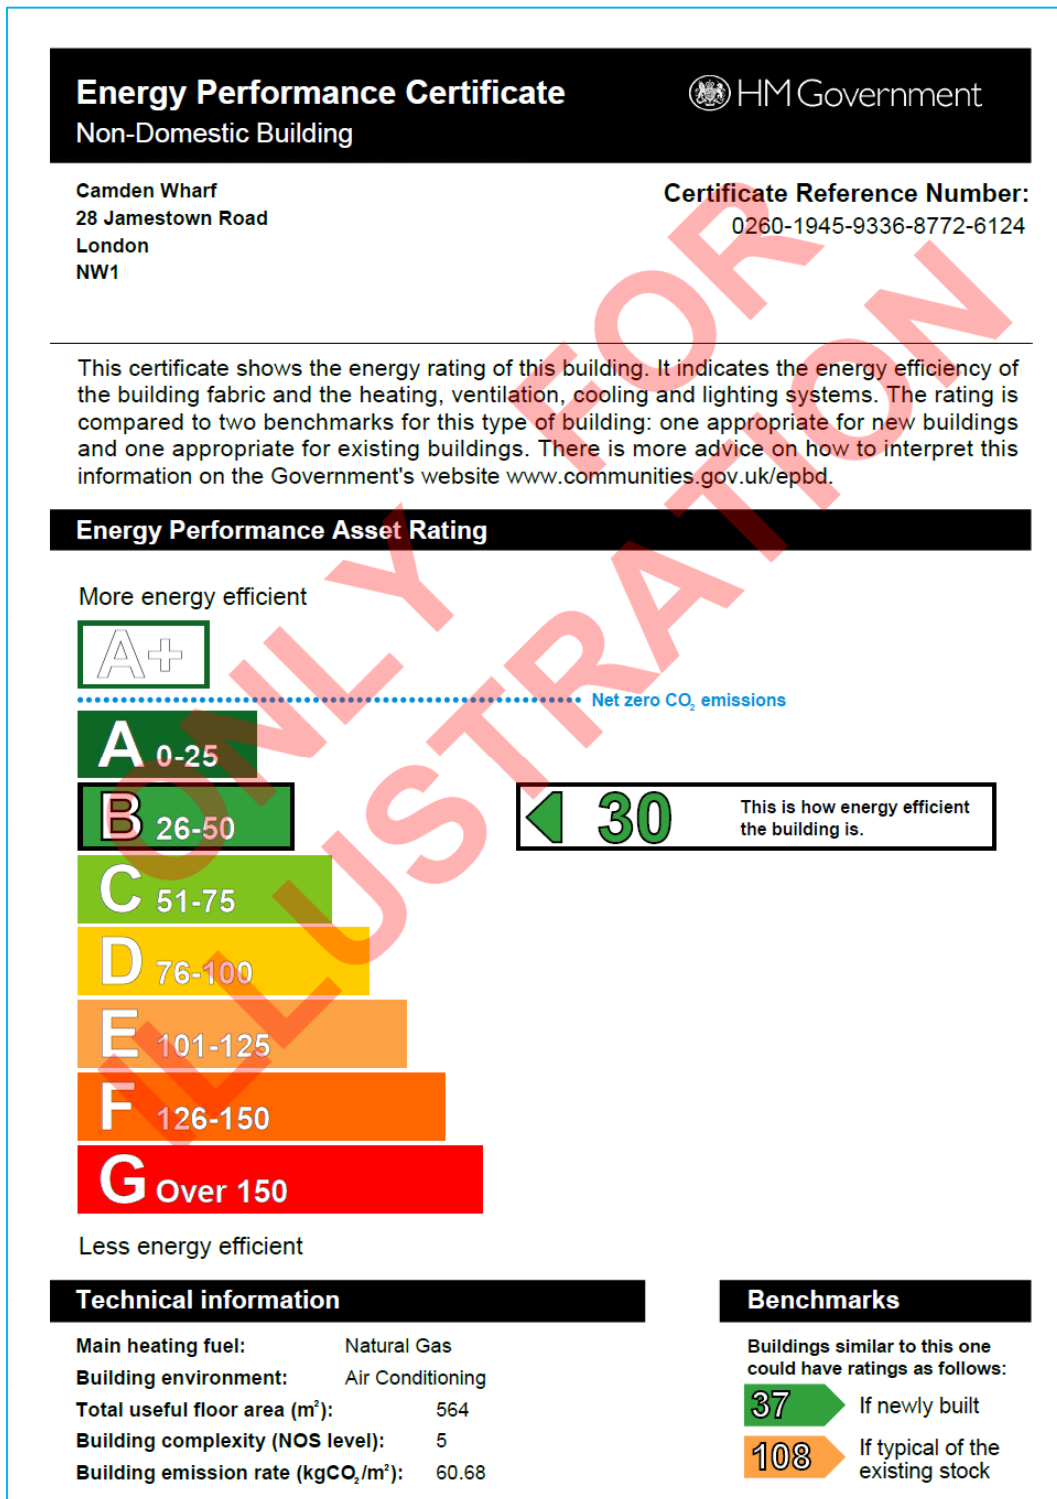 Energy Performance Certificate
Non-Domestic Building
HM Government
Camden Wharf
28 Jamestown Road
London
NW1
Certificate Reference Number:
0260-1945-9336-8772-6124
This certificate shows the energy rating of this building. It indicates the energy efficiency of
the building fabric and the heating, ventilation, cooling and lighting systems. The rating is
compared to two benchmarks for this type of building: one appropriate for new buildings
and one appropriate for existing buildings. There is more advice on how to interpret this
information on the Government's website www.communities.gov.uk/epbd.
Energy Performance Asset Rating
More energy efficient
A+
Net zero CO₂ emissions
A 0-25
B 26-50
30
This is how energy efficient
the building is.
C 51-75
D 76-100
E 101-125
F 126-150
G Over 150
Less energy efficient
Technical information
Main heating fuel: Natural Gas
Building environment: Air Conditioning
Total useful floor area (m²): 564
Building complexity (NOS level): 5
Building emission rate (kgCO₂/m²): 60.68
Benchmarks
Buildings similar to this one
could have ratings as follows:
37 If newly built
108 If typical of the
existing stock
ONLY FOR
ILLUSTRATION